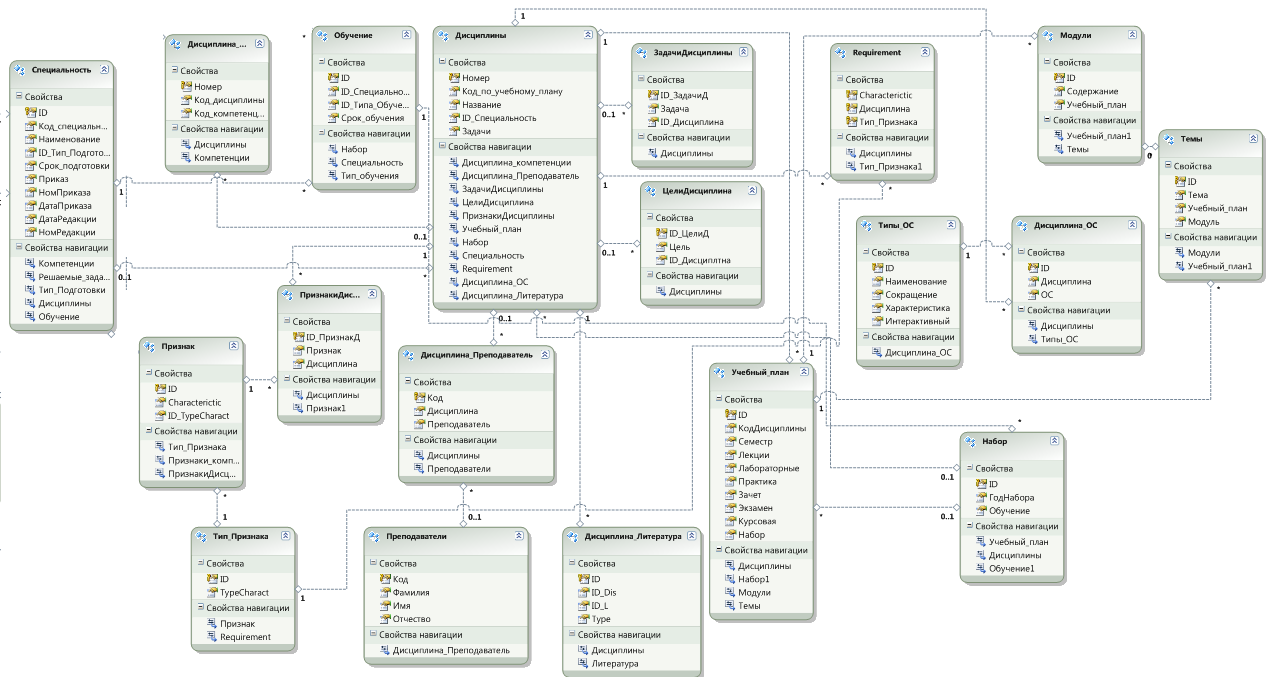 Специальность
Свойства
ID
Код_специальн...
Наименование
ID_Тип_Подгото...
Срок_подготовки
Приказ
НомПриказа
ДатаПриказа
ДатаРедакции
НомРедакции
Свойства навигации
Компетенции
Решаемые_зада...
Тип_Подготовки
Дисциплины
Обучение
Дисциплина_...
Свойства
Номер
Код_дисциплины
Код_компетенц...
Свойства навигации
Дисциплины
Компетенции
Обучение
Свойства
ID
ID_Специально...
ID_Типа_Обуче...
Срок_обучения
Свойства навигации
Набор
Специальность
Тип_обучения
Дисциплины
Свойства
Номер
Код_по_учебному_плану
Название
ID_Специальность
Задачи
Свойства навигации
Дисциплина_компетенции
Дисциплина_Преподаватель
ЗадачиДисциплины
ЦелиДисциплина
ПризнакиДисциплины
Учебный_план
Набор
Специальность
Requirement
Дисциплина_ОС
Дисциплина_Литература
ЗадачиДисциплины
Свойства
ID_ЗадачиД
Задача
ID_Дисциплина
Свойства навигации
Дисциплины
ЦелиДисциплина
Свойства
ID_ЦелиД
Цель
ID_Дисциплтна
Свойства навигации
Дисциплины
Requirement
Свойства
Characterictic
Дисциплина
Тип_Признака
Свойства навигации
Дисциплины
Тип_Признака1
Модули
Свойства
ID
Содержание
Учебный_план
Свойства навигации
Учебный_план1
Темы
Темы
Свойства
ID
Тема
Учебный_план
Модуль
Свойства навигации
Модули
Учебный_план1
Типы_ОС
Свойства
ID
Наименование
Сокращение
Характеристика
Интерактивный
Свойства навигации
Дисциплина_ОС
Дисциплина_ОС
Свойства
ID
Дисциплина
ОС
Свойства навигации
Дисциплины
Типы_ОС
ПризнакиДис...
Свойства
ID_ПризнакД
Признак
Дисциплина
Свойства навигации
Дисциплины
Признак1
Признак
Свойства
ID
Characterictic
ID_TypeCharact
Свойства навигации
Тип_Признака
Признаки_комп...
ПризнакиДисц...
Дисциплина_Преподаватель
Свойства
Код
Дисциплина
Преподаватель
Свойства навигации
Дисциплины
Преподаватели
Учебный_план
Свойства
ID
КодДисциплины
Семестр
Лекции
Лабораторные
Практика
Зачет
Экзамен
Курсовая
Набор
Свойства навигации
Дисциплины
Набор1
Модули
Темы
Набор
Свойства
ID
ГодНабора
Обучение
Свойства навигации
Учебный_план
Дисциплины
Обучение1
Тип_Признака
Свойства
ID
TypeCharact
Свойства навигации
Признак
Requirement
Преподаватели
Свойства
Код
Фамилия
Имя
Отчество
Свойства навигации
Дисциплина_Преподаватель
Дисциплина_Литература
Свойства
ID
ID_Dis
ID_L
Type
Свойства навигации
Дисциплины
Литература